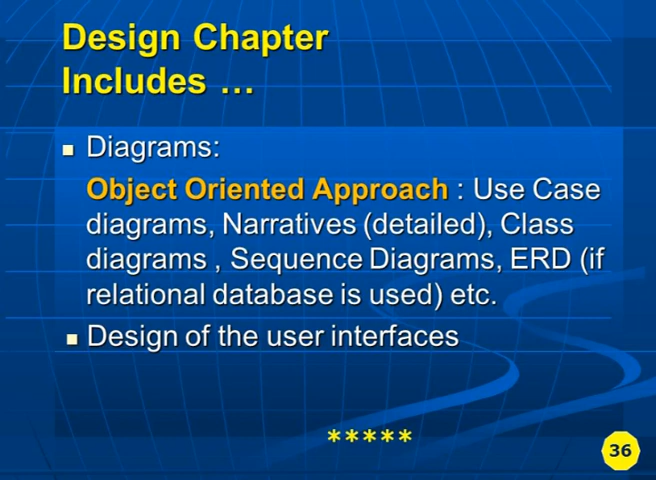 Design Chapter
Includes …
▪ Diagrams:
Object Oriented Approach : Use Case
diagrams, Narratives (detailed), Class
diagrams , Sequence Diagrams, ERD (if
relational database is used) etc.
▪ Design of the user interfaces
*****
36